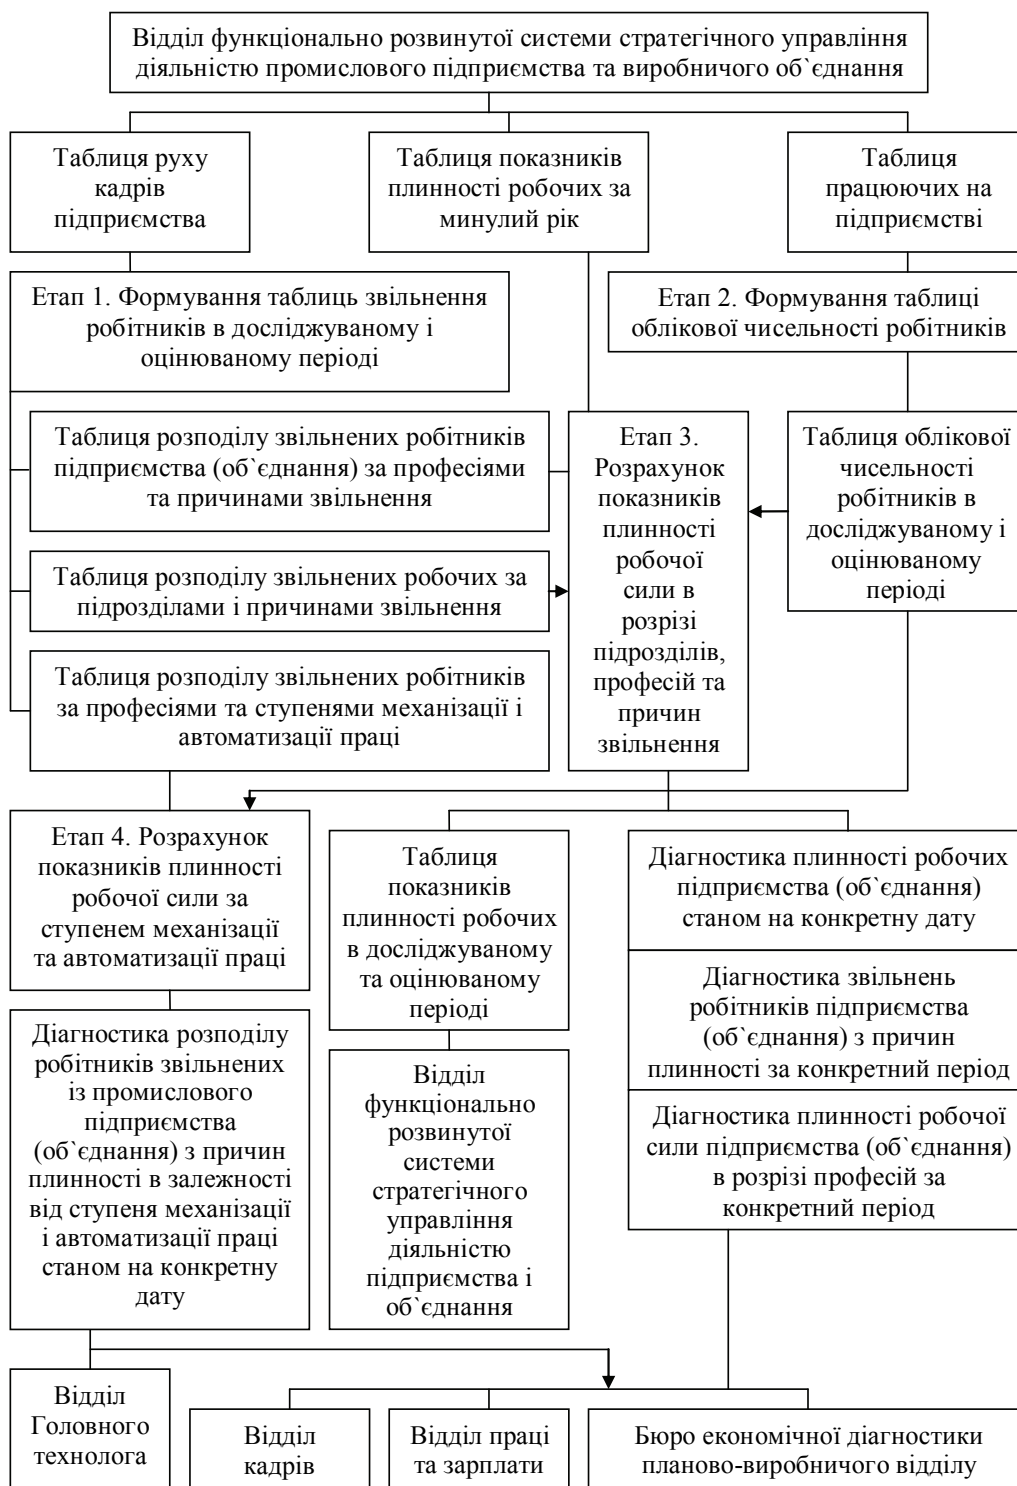 Відділ функціонально розвинутої системи стратегічного управління
діяльністю промислового підприємства та виробничого об`єднання
Таблиця руху
кадрів
підприємства
Таблиця показників
плинності робочих за
минулий рік
Таблиця
працюючих на
підприємстві
Етап 1. Формування таблиць звільнення
робітників в досліджуваному і
оцінюваному періоді
Етап 2. Формування таблиці
облікової чисельності робітників
Таблиця розподілу звільнених робітників
підприємства (об`єднання) за професіями
та причинами звільнення
Таблиця розподілу звільнених робочих за
підрозділами і причинами звільнення
Таблиця розподілу звільнених робітників
за професіями та ступенями механізації і
автоматизації праці
Етап 3.
Розрахунок
показників
плинності
робочої
сили в
розрізі
підрозділів,
професій та
причин
звільнення
Таблиця облікової
чисельності
робітників в
досліджуваному і
оцінюваному
періоді
Етап 4. Розрахунок
показників плинності
робочої сили за
ступенем механізації
та автоматизації праці
Таблиця
показників
плинності робочих
в досліджуваному
та оцінюваному
періоді
Діагностика плинності робочих
підприємства (об`єднання)
станом на конкретну дату
Діагностика звільнень
робітників підприємства
(об`єднання) з причин
плинності за конкретний період
Діагностика плинності робочої
сили підприємства (об`єднання)
в розрізі професій за
конкретний період
Діагностика розподілу
робітників звільнених
із промислового
підприємства
(об`єднання) з причин
плинності в залежності
від ступеня механізації
і автоматизації праці
станом на конкретну
дату
Відділ
функціонально
розвинутої
системи
стратегічного
управління
діяльністю
підприємства і
об`єднання
Відділ
Головного
технолога
Відділ
кадрів
Відділ праці
та зарплати
Бюро економічної діагностики
планово-виробничого відділу